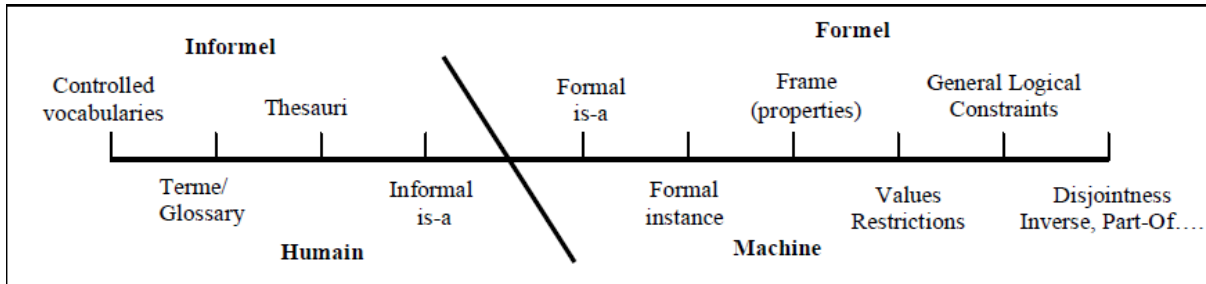 Informel
Formel
Controlled
vocabularies
Thesauri
Formal
is-a
Frame
(properties)
General Logical
Constraints
Terme/
Glossary
Informal
is-a
Formal
instance
Values
Restrictions
Disjointness
Inverse, Part-Of….
Humain
Machine